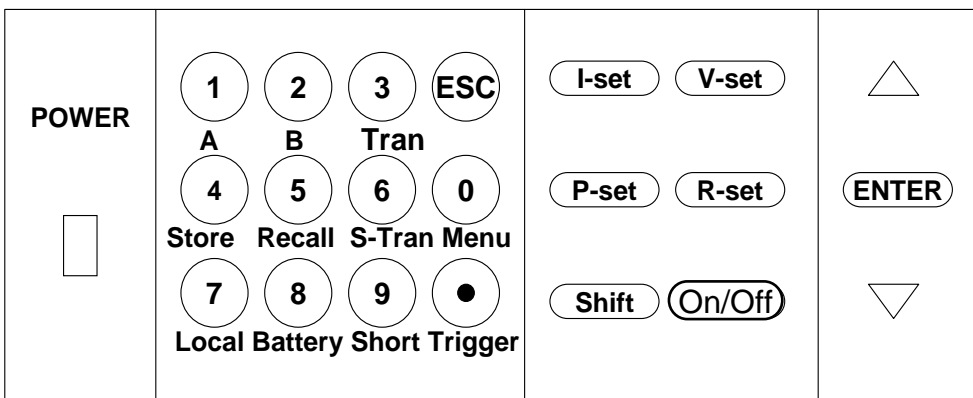 POWER
1 2 3 ESC
A B Tran
4 5 6 0
Store Recall S-Tran Menu
7 8 9
Local Battery Short Trigger
I-set V-set
P-set R-set
Shift On/Off
ENTER